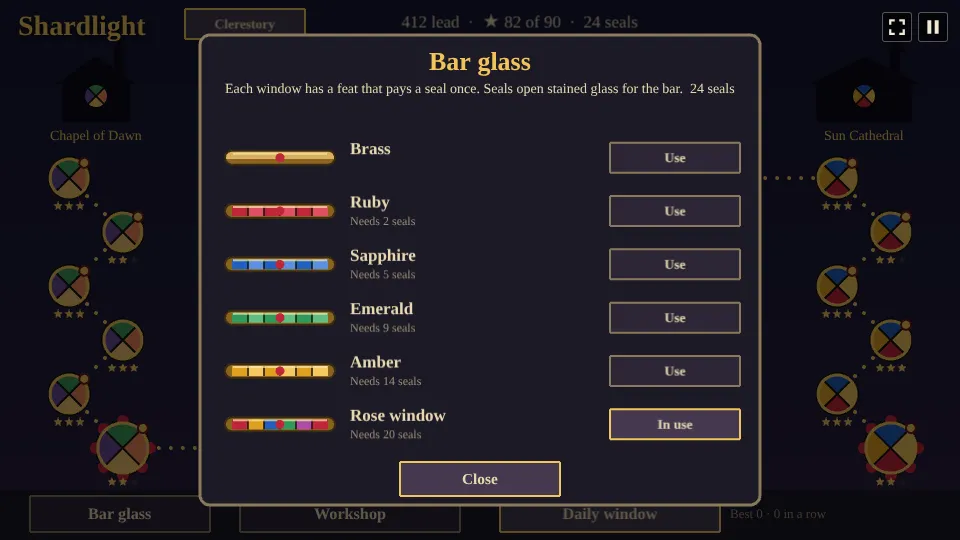 Shardlight
Clerestory
412 lead · ★ 82 of 90 · 24 seals
Chapel of Dawn
Sun Cathedral
Bar glass
Each window has a feat that pays a seal once. Seals open stained glass for the bar. 24 seals
Brass
Use
Ruby
Needs 2 seals
Use
Sapphire
Needs 5 seals
Use
Emerald
Needs 9 seals
Use
Amber
Needs 14 seals
Use
Rose window
Needs 20 seals
In use
Close
Bar glass
Workshop
Daily window
Best 0 · 0 in a row